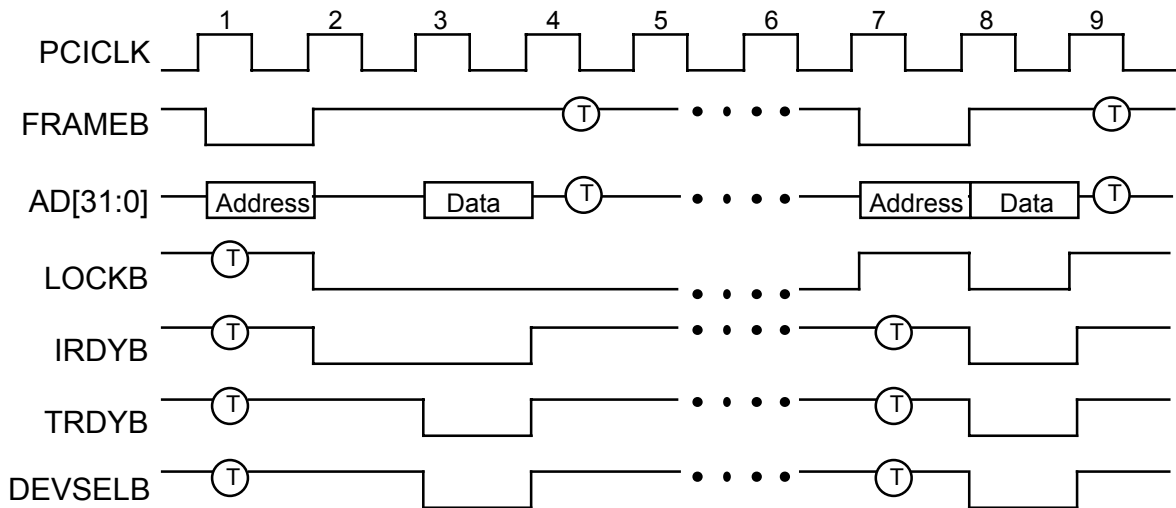 1 2 3 4 5 6 7 8 9
PCICLK
FRAMEB T T
AD[31:0] Address Data T Address Data T
LOCKB T
IRDYB T T
TRDYB T T
DEVSELB T T